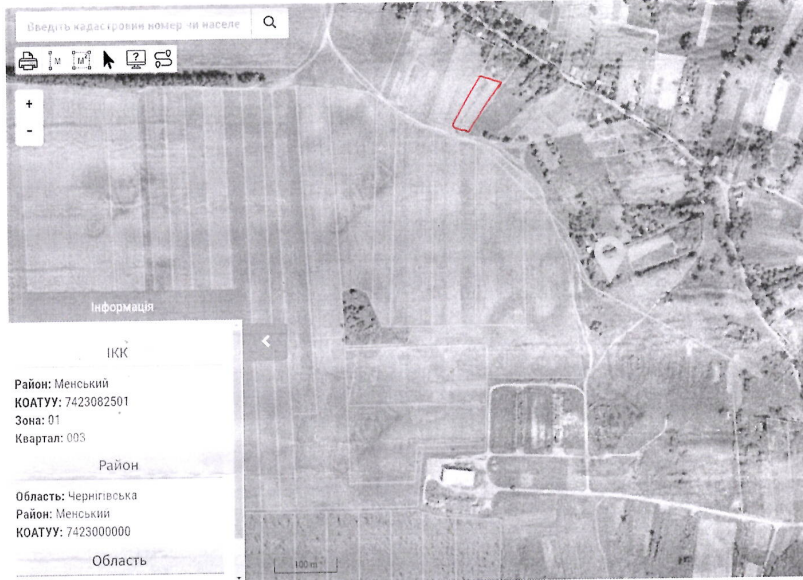 Введіть кадастровий номер чи населе
М М²
?
+
-
Інформація
ІКК
Район: Менський
КОАТУУ: 7423082501
Зона: 01
Квартал: 003
Район
Область: Чернігівська
Район: Менський
КОАТУУ: 7423000000
Область
100 m